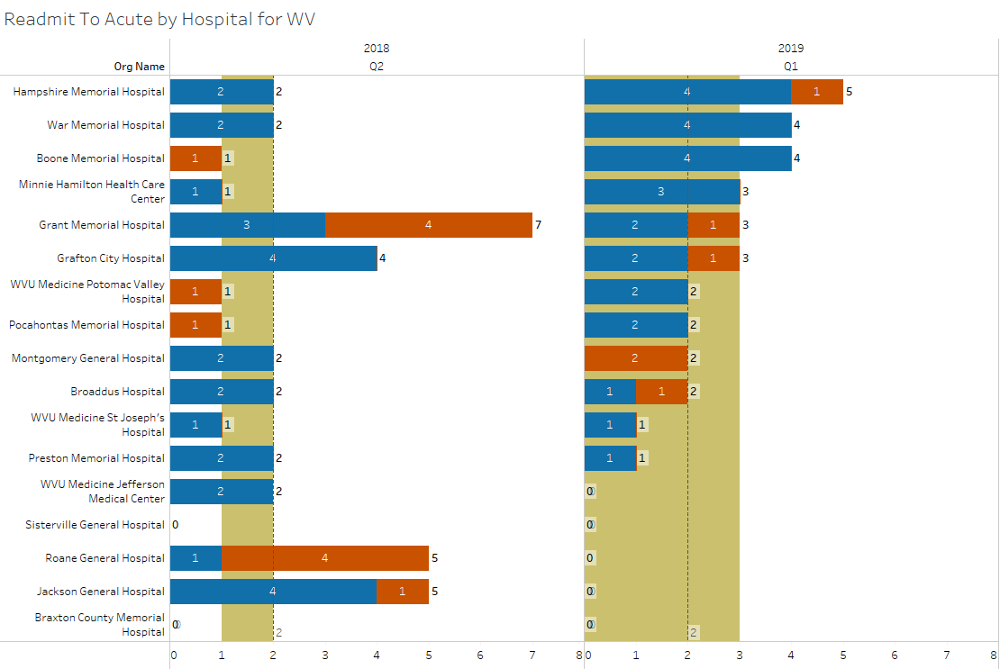 Readmit To Acute by Hospital for WV
2018 2019
Org Name Q2 Q1
Hampshire Memorial Hospital 2 2 4 1 5
War Memorial Hospital 2 2 4 4
Boone Memorial Hospital 1 1 4 4
Minnie Hamilton Health Care
Center 1 1 3 3
Grant Memorial Hospital 3 4 7 2 1 3
Grafton City Hospital 4 4 2 1 3
WVU Medicine Potomac Valley
Hospital 1 1 2 2
Pocahontas Memorial Hospital 1 1 2 2
Montgomery General Hospital 2 2 2 2
Broaddus Hospital 2 2 1 1 2
WVU Medicine St Joseph's
Hospital 1 1 1 1
Preston Memorial Hospital 2 2 1 1
WVU Medicine Jefferson
Medical Center 2 2 0
Sisterville General Hospital 0 0
Roane General Hospital 1 4 5 0
Jackson General Hospital 4 1 5 0
Braxton County Memorial
Hospital 0 2 0 2
0 1 2 3 4 5 6 7 8 0 1 2 3 4 5 6 7 8